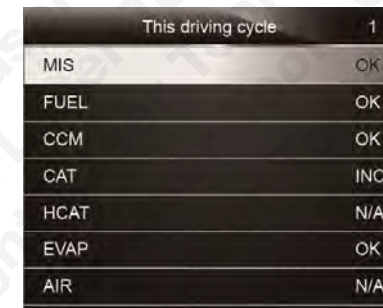 This driving cycle 1
MIS OK
FUEL OK
CCM OK
CAT INC
HCAT N/A
EVAP OK
AIR N/A